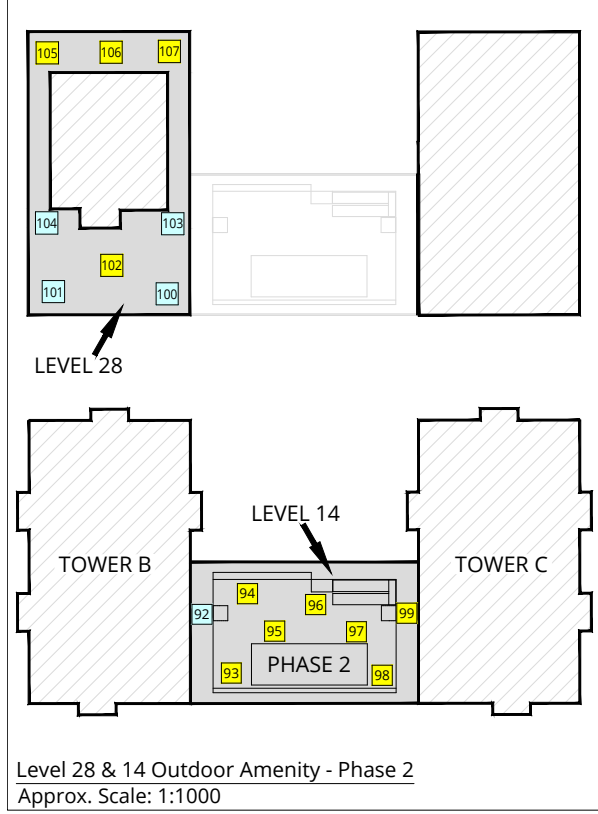 105 106 107
104 103
102
101 100
LEVEL 28
LEVEL 14
TOWER B TOWER C
94
96
92 99
95 97
PHASE 2
93 98
Level 28 & 14 Outdoor Amenity - Phase 2
Approx. Scale: 1:1000